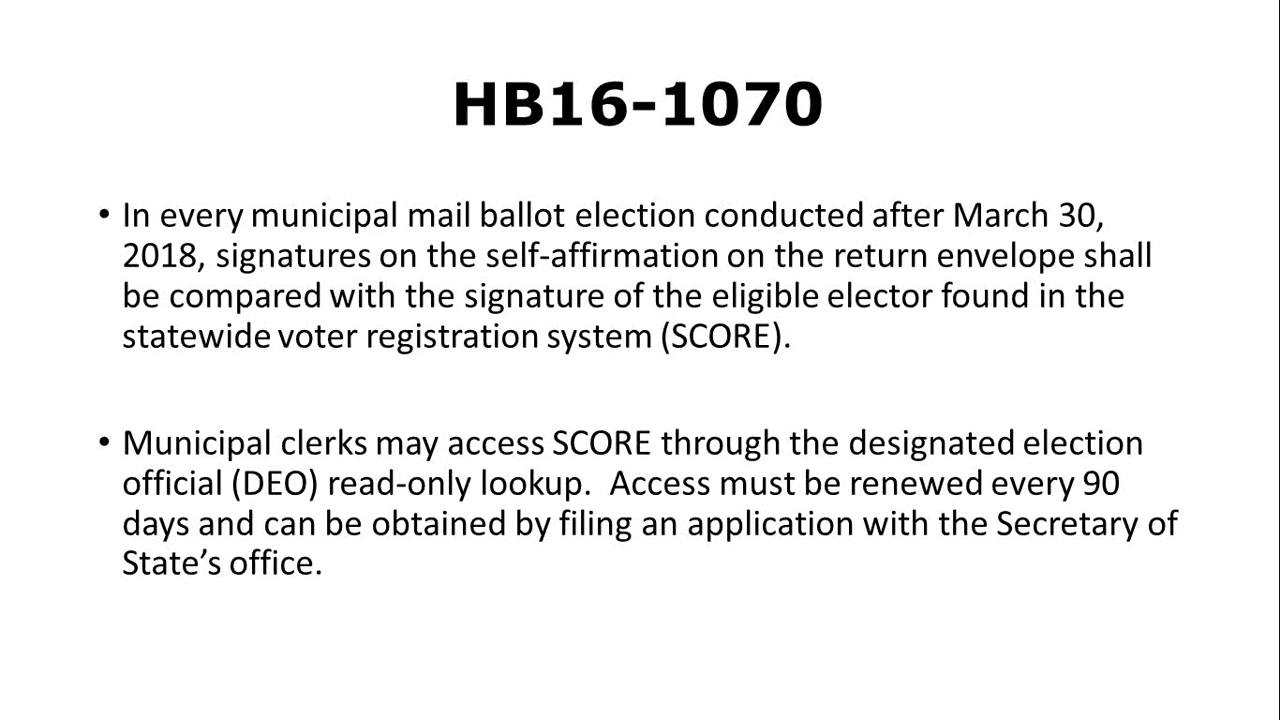 HB16-1070
• In every municipal mail ballot election conducted after March 30,
2018, signatures on the self-affirmation on the return envelope shall
be compared with the signature of the eligible elector found in the
statewide voter registration system (SCORE).
• Municipal clerks may access SCORE through the designated election
official (DEO) read-only lookup.  Access must be renewed every 90
days and can be obtained by filing an application with the Secretary of
State’s office.